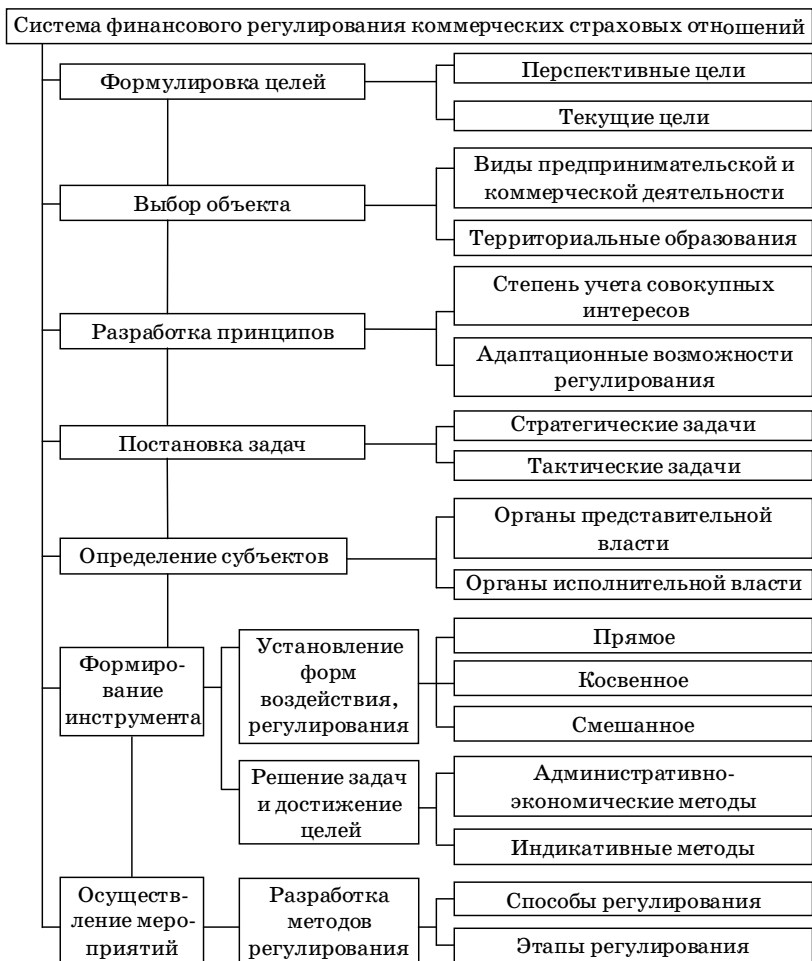 Система финансового регулирования коммерческих страховых отношений
Формулировка целей
Перспективные цели
Текущие цели
Выбор объекта
Виды предпринимательской и
коммерческой деятельности
Территориальные образования
Разработка принципов
Степень учета совокупных
интересов
Адаптационные возможности
регулирования
Постановка задач
Стратегические задачи
Тактические задачи
Определение субъектов
Органы представительной
власти
Органы исполнительной власти
Формиро-
вание
инструмента
Установление
форм
воздействия,
регулирования
Прямое
Косвенное
Смешанное
Решение задач
и достижение
целей
Административно-
экономические методы
Индикативные методы
Осуществ-
ление меро-
приятий
Разработка
методов
регулирования
Способы регулирования
Этапы регулирования